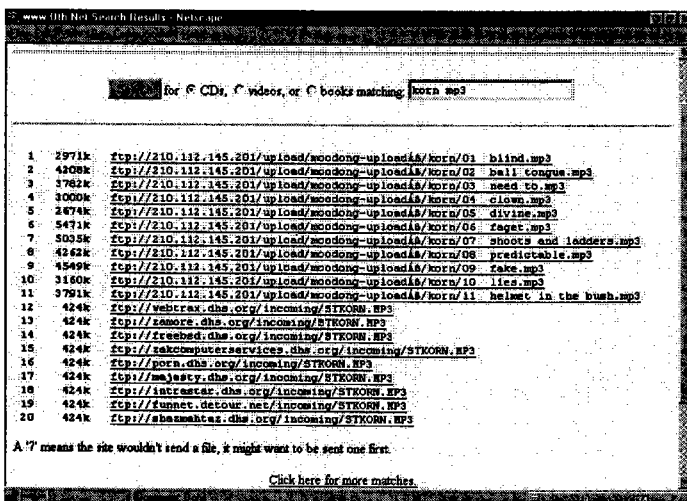 www 0th Net Search Results - Netscape
for CDs, videos, or books matching korn mp3
1 2971k ftp://210.112.145.201/upload/moodong-uploadÁß/korn/01 blind.mp3
2 4208k ftp://210.112.145.201/upload/moodong-uploadÁß/korn/02 ball tongue.mp3
3 3782k ftp://210.112.145.201/upload/moodong-uploadÁß/korn/03 need to.mp3
4 3000k ftp://210.112.145.201/upload/moodong-uploadÁß/korn/04 clown.mp3
5 2674k ftp://210.112.145.201/upload/moodong-uploadÁß/korn/05 divine.mp3
6 5471k ftp://210.112.145.201/upload/moodong-uploadÁß/korn/06 faget.mp3
7 5035k ftp://210.112.145.201/upload/moodong-uploadÁß/korn/07 shoots and ladders.mp3
8 4262k ftp://210.112.145.201/upload/moodong-uploadÁß/korn/08 predictable.mp3
9 4549k ftp://210.112.145.201/upload/moodong-uploadÁß/korn/09 fake.mp3
10 3160k ftp://210.112.145.201/upload/moodong-uploadÁß/korn/10 lies.mp3
11 3791k ftp://210.112.145.201/upload/moodong-uploadÁß/korn/11 helmet in the bush.mp3
12 424k ftp://webtrax.dhs.org/incoming/STKORN.MP3
13 424k ftp://zamore.dhs.org/incoming/STKORN.MP3
14 424k ftp://freebsd.dhs.org/incoming/STKORN.MP3
15 424k ftp://zakcomputerservices.dhs.org/incoming/STKORN.MP3
16 424k ftp://porn.dhs.org/incoming/STKORN.MP3
17 424k ftp://majesty.dhs.org/incoming/STKORN.MP3
18 424k ftp://intrastar.dhs.org/incoming/STKORN.MP3
19 424k ftp://funnet.detour.net/incoming/STKORN.MP3
20 424k ftp://shazmahtaz.dhs.org/incoming/STKORN.MP3
A '?' means the site wouldn't send a file, it might want to be sent one first.
Click here for more matches.